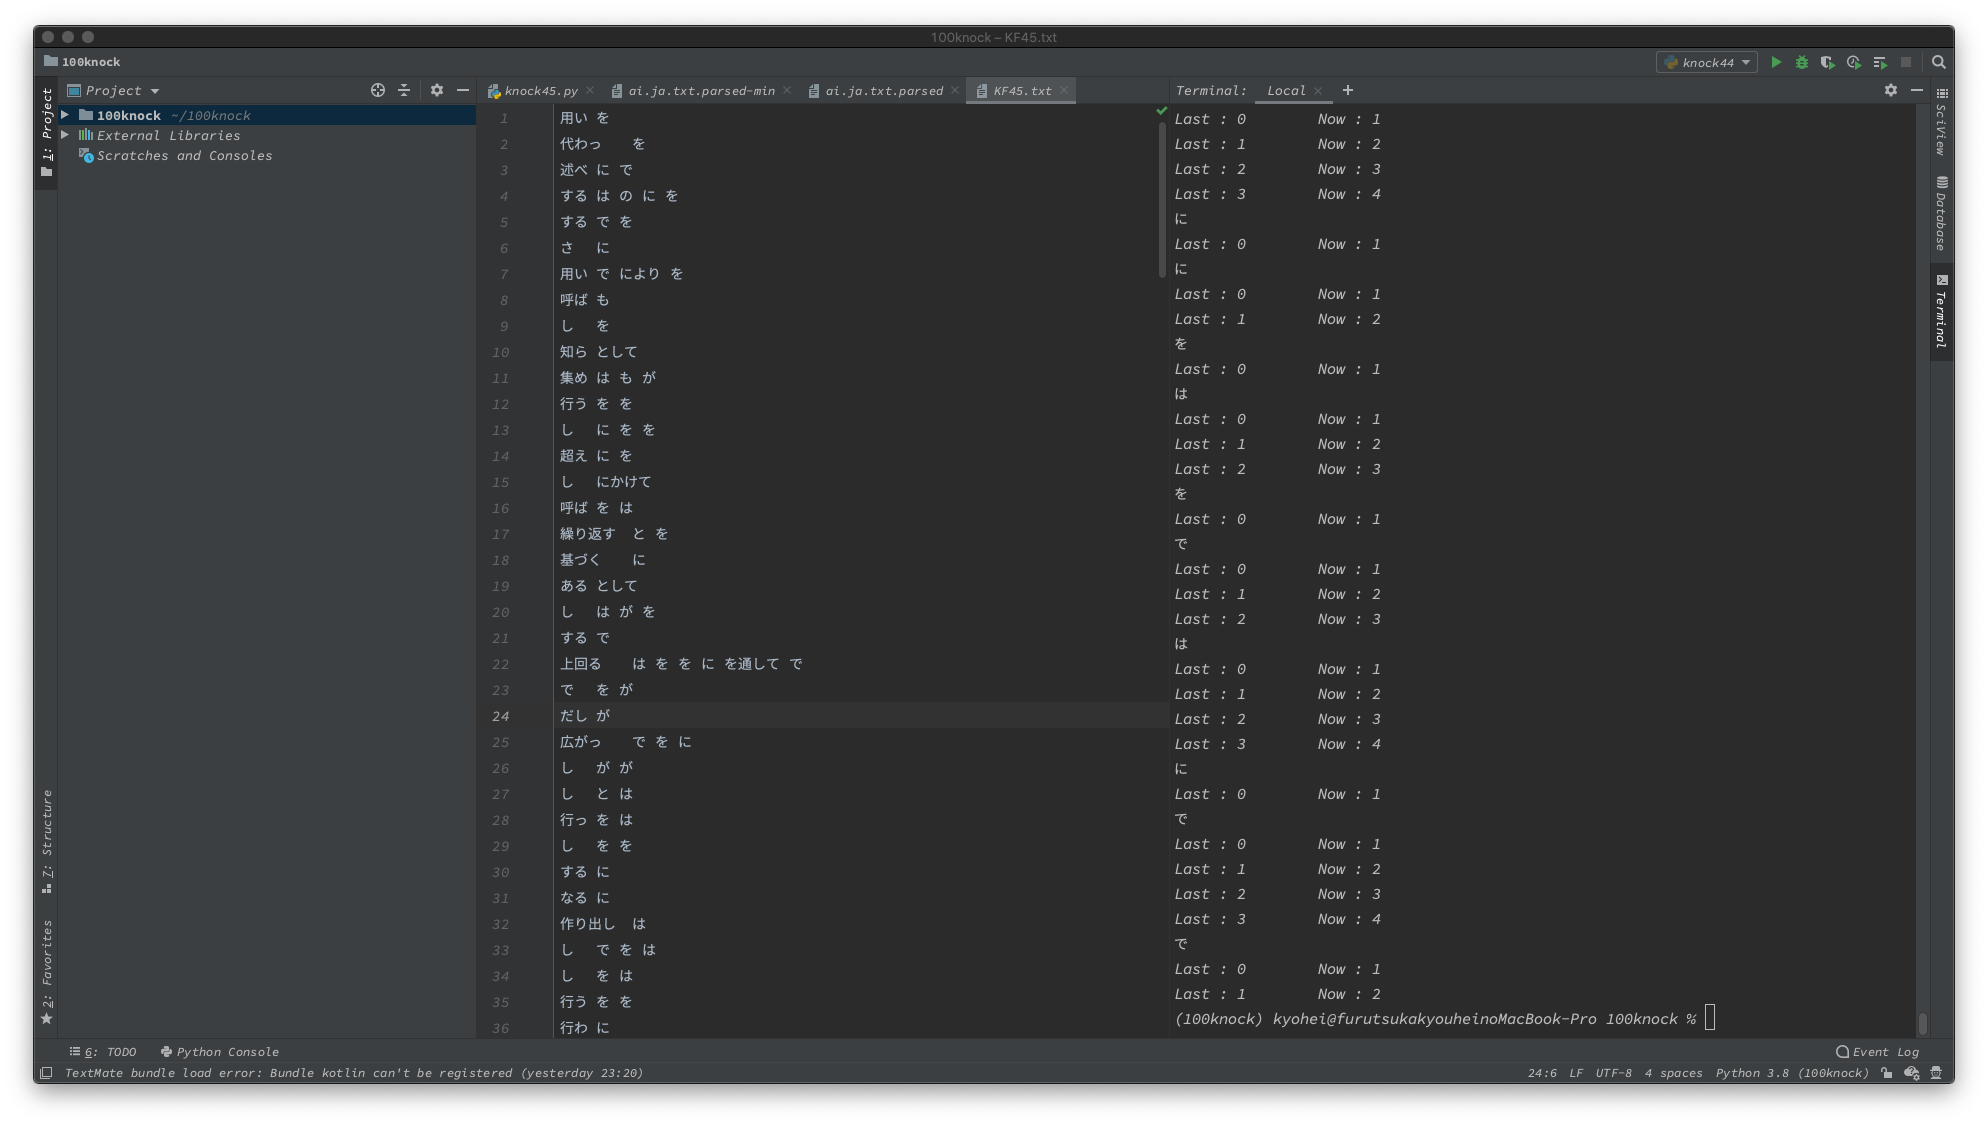 100knock – KF45.txt
100knock
knock44
1: Project
Project
100knock ~/100knock
External Libraries
Scratches and Consoles
7: Structure
2: Favorites
knock45.py
ai.ja.txt.parsed-min
ai.ja.txt.parsed
KF45.txt
1 用い を
2 代わっ を
3 述べ に で
4 する は の に を
5 する で を
6 さ に
7 用い で により を
8 呼ば も
9 し を
10 知ら として
11 集め は も が
12 行う を を
13 し に を を
14 超え に を
15 し にかけて
16 呼ば を は
17 繰り返す と を
18 基づく に
19 ある として
20 し は が を
21 する で
22 上回る は を を に を通して で
23 で を が
24 だし が
25 広がっ で を に
26 し が が
27 し と は
28 行っ を は
29 し を を
30 する に
31 なる に
32 作り出し は
33 し で を は
34 し を は
35 行う を を
36 行わ に
Terminal: Local
Last : 0 Now : 1
Last : 1 Now : 2
Last : 2 Now : 3
Last : 3 Now : 4
に
Last : 0 Now : 1
に
Last : 0 Now : 1
Last : 1 Now : 2
を
Last : 0 Now : 1
は
Last : 0 Now : 1
Last : 1 Now : 2
Last : 2 Now : 3
を
Last : 0 Now : 1
で
Last : 0 Now : 1
Last : 1 Now : 2
Last : 2 Now : 3
は
Last : 0 Now : 1
Last : 1 Now : 2
Last : 2 Now : 3
Last : 3 Now : 4
に
Last : 0 Now : 1
で
Last : 0 Now : 1
Last : 1 Now : 2
Last : 2 Now : 3
Last : 3 Now : 4
で
Last : 0 Now : 1
Last : 1 Now : 2
(100knock) kyohei@furutsukakyouheinoMacBook-Pro 100knock %
SciView
Database
Terminal
6: TODO
Python Console
Event Log
TextMate bundle load error: Bundle kotlin can't be registered (yesterday 23:20)
24:6 LF UTF-8 4 spaces Python 3.8 (100knock)